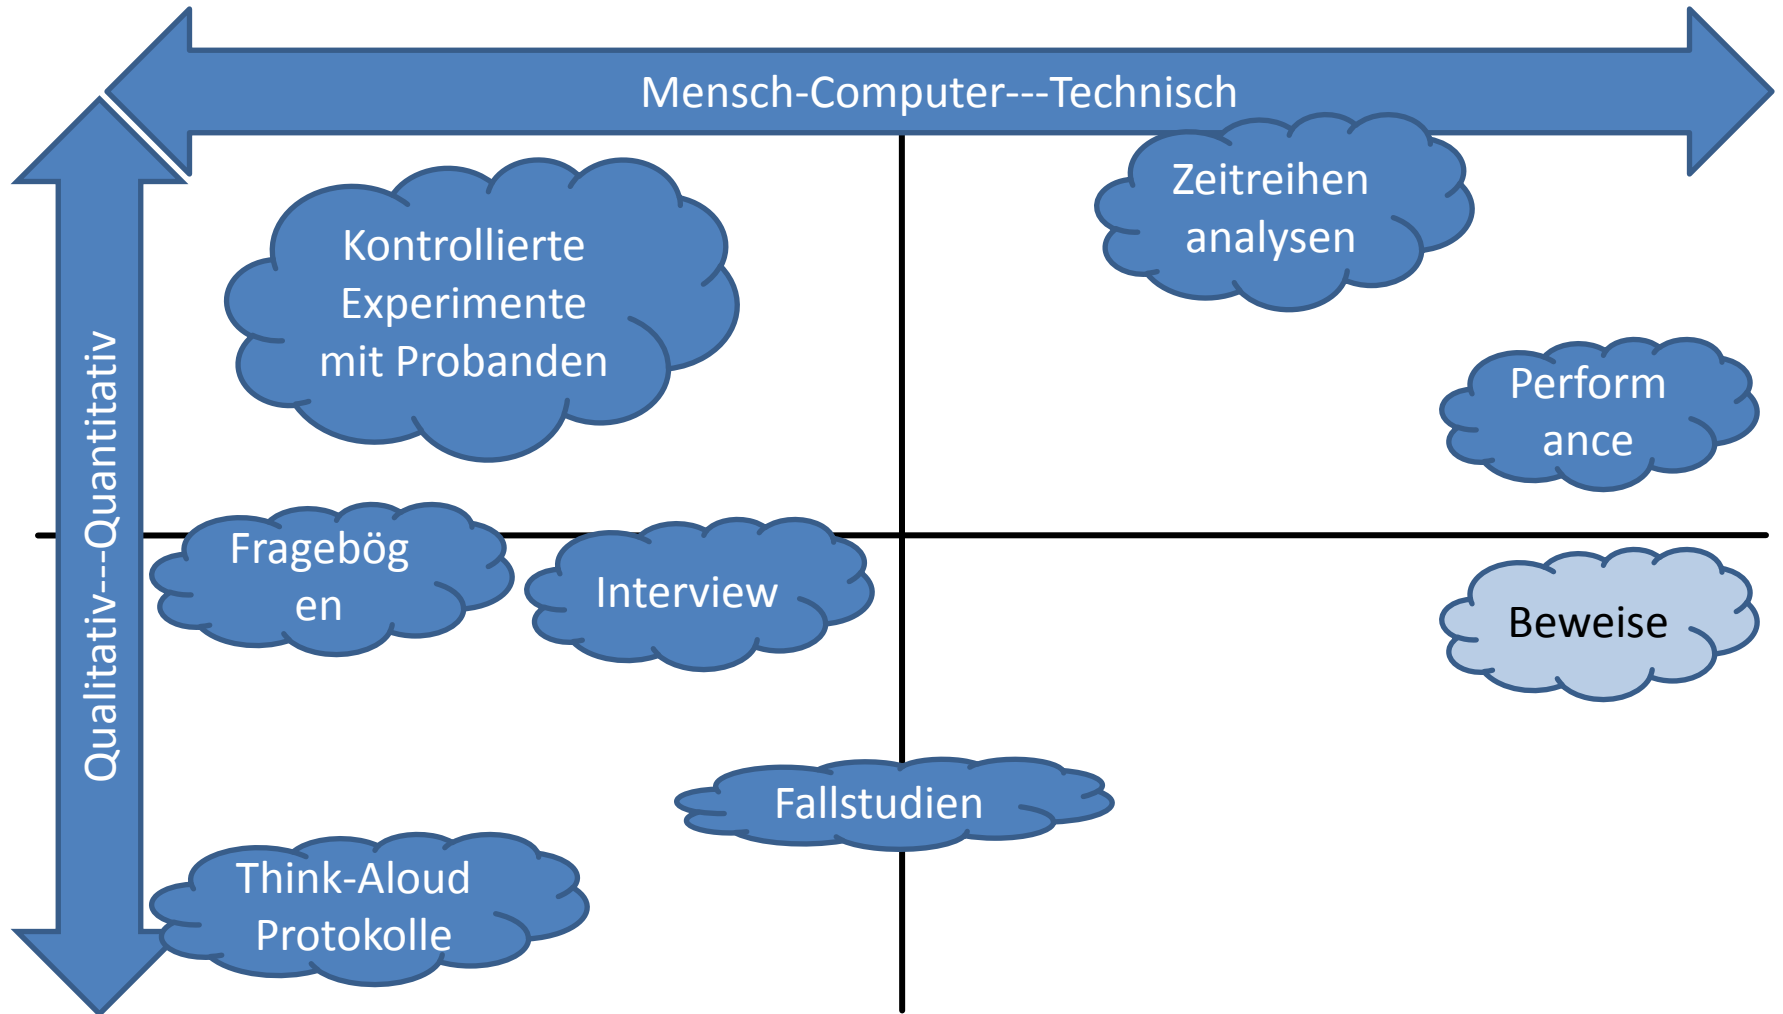 Mensch-Computer---Technisch
Qualitativ----Quantitativ
Kontrollierte
Experimente
mit Probanden
Zeitreihen
analysen
Perform
ance
Fragebög
en
Interview
Beweise
Fallstudien
Think-Aloud
Protokolle